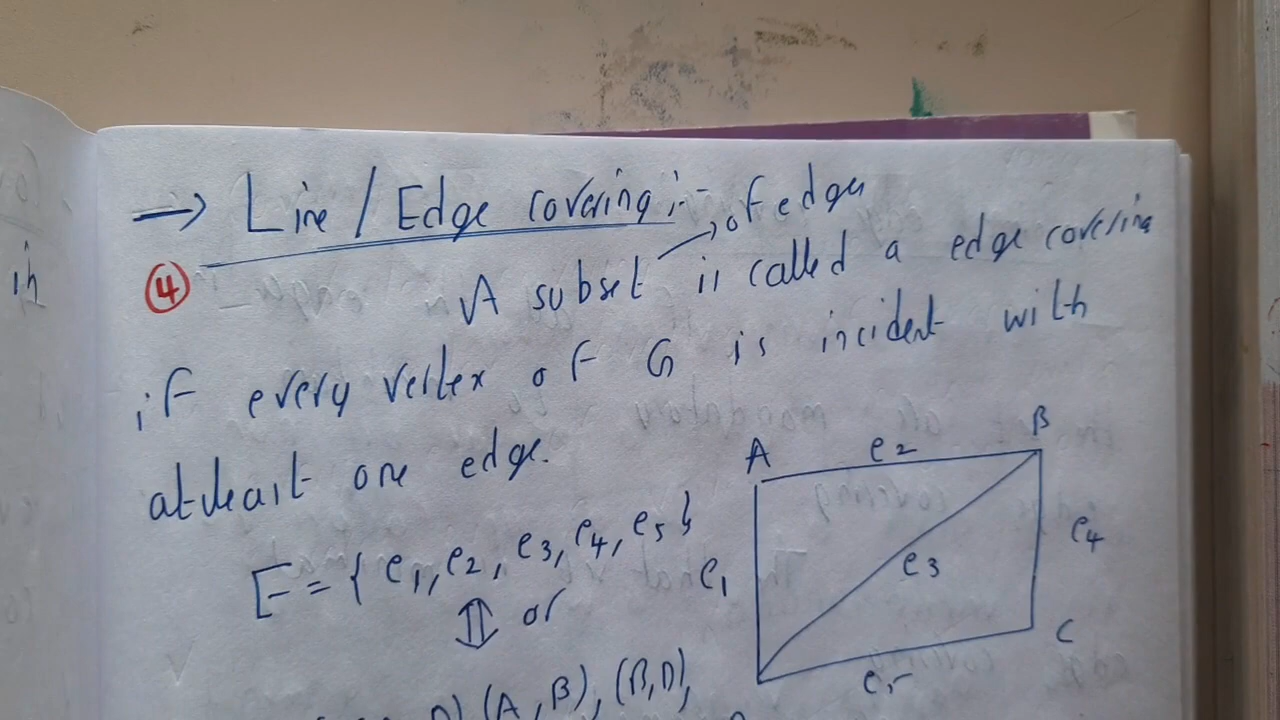 → Line / Edge covering :-
of edges
④ A subset is called a edge covering
if every vertex of G is incident with
atleast one edge.
E = { e1, e2, e3, e4, e5 }
⇕ or
D) (A, B), (B, D),
A e2 B
e1 e3 e4
C
e5
in